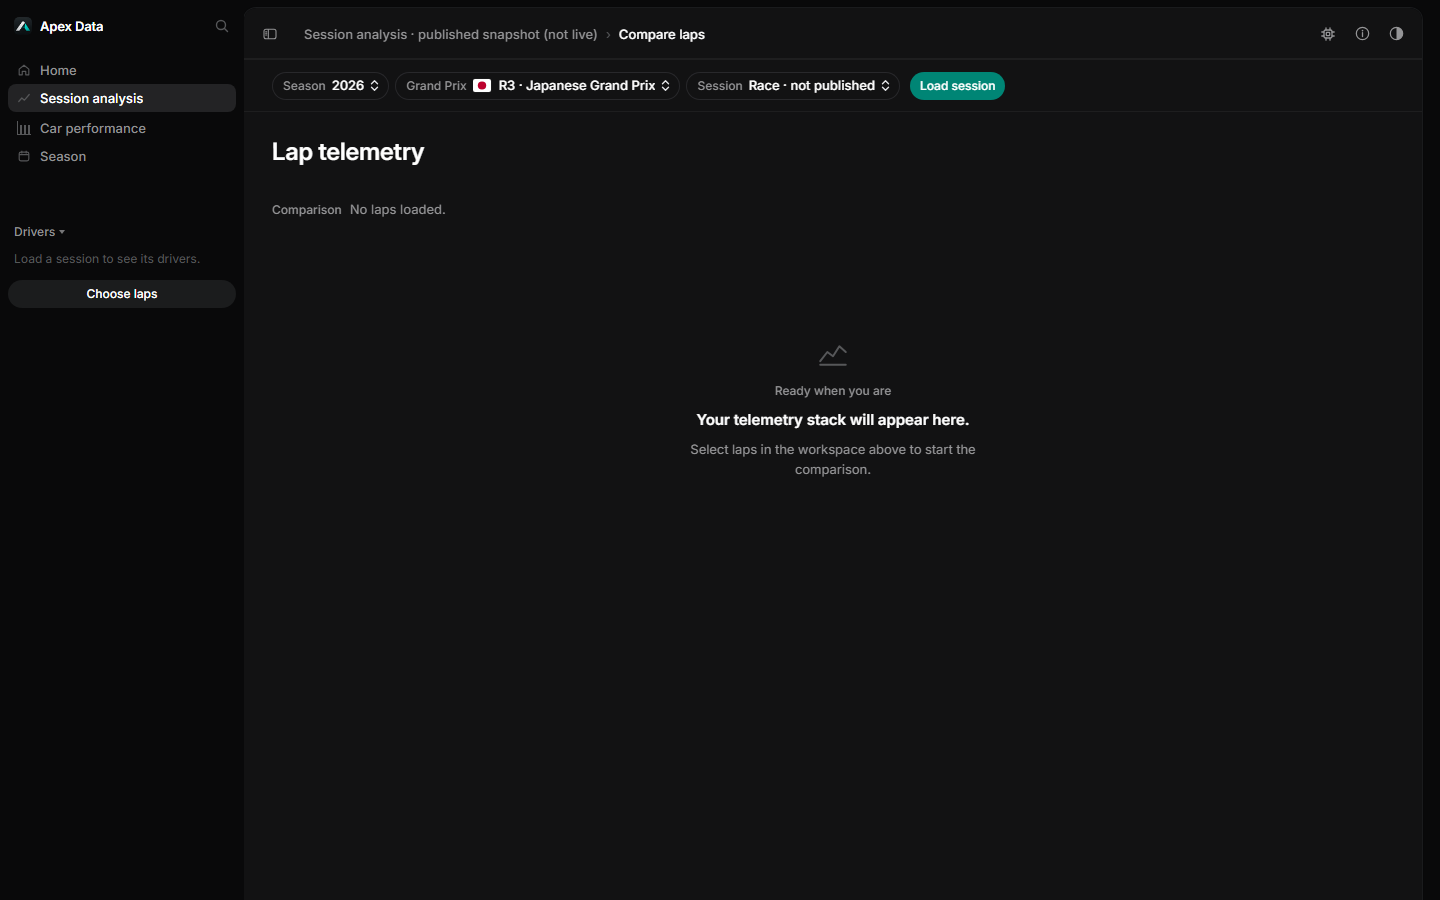 Apex Data
Home
Session analysis
Car performance
Season
Drivers
Load a session to see its drivers.
Choose laps
Session analysis · published snapshot (not live) › Compare laps
Season 2026
Grand Prix R3 · Japanese Grand Prix
Session Race · not published
Load session
Lap telemetry
Comparison No laps loaded.
Ready when you are
Your telemetry stack will appear here.
Select laps in the workspace above to start the
comparison.